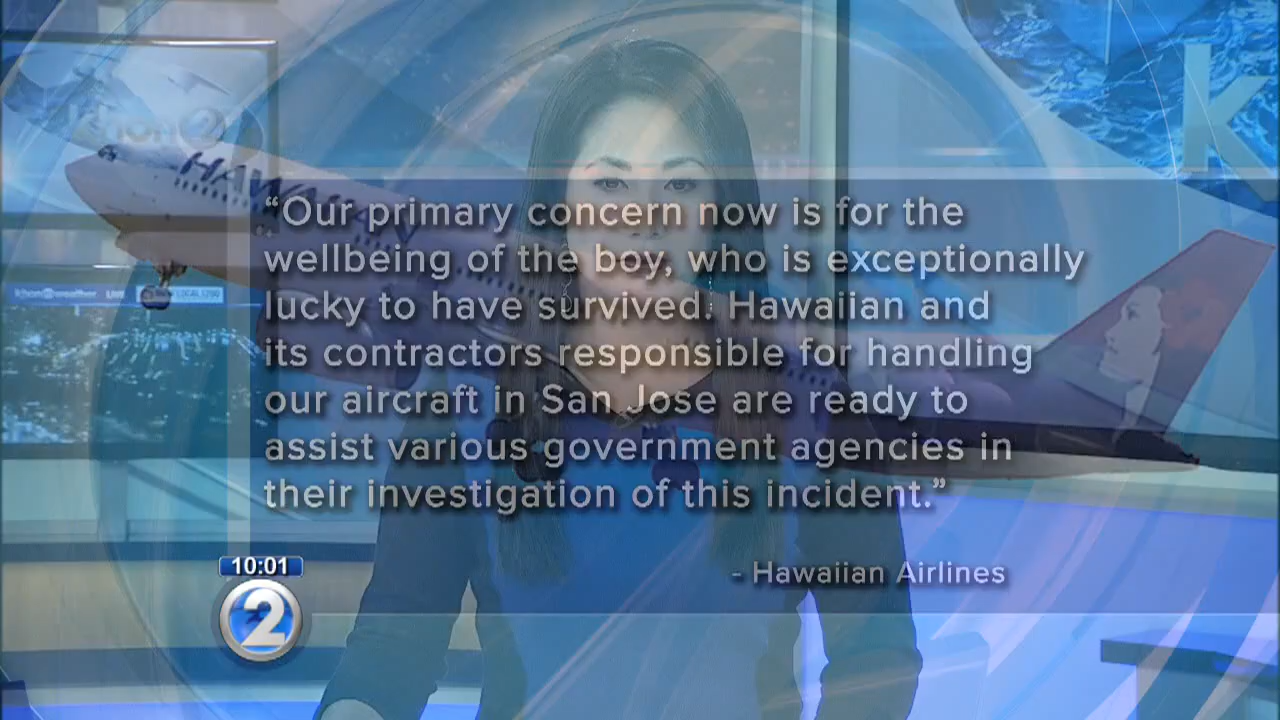 khon2
K
HAWAIIAN
“Our primary concern now is for the
wellbeing of the boy, who is exceptionally
lucky to have survived. Hawaiian and
its contractors responsible for handling
our aircraft in San Jose are ready to
assist various government agencies in
their investigation of this incident.”
- Hawaiian Airlines
10:01
2